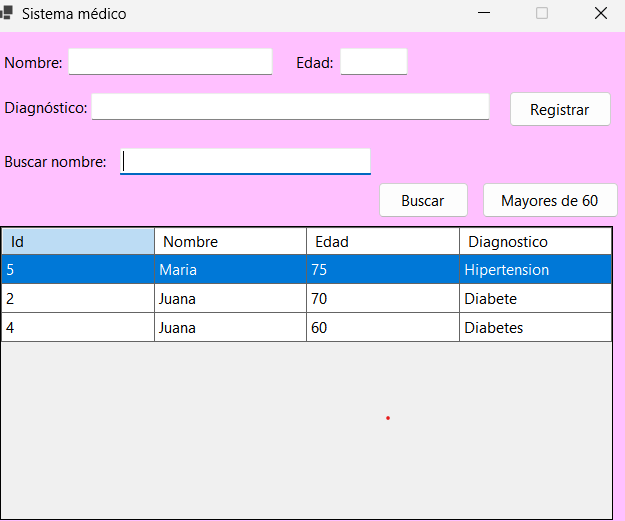 Sistema médico
Nombre: Edad:
Diagnóstico: Registrar
Buscar nombre:
Buscar Mayores de 60
Id Nombre Edad Diagnostico
5 Maria 75 Hipertension
2 Juana 70 Diabete
4 Juana 60 Diabetes